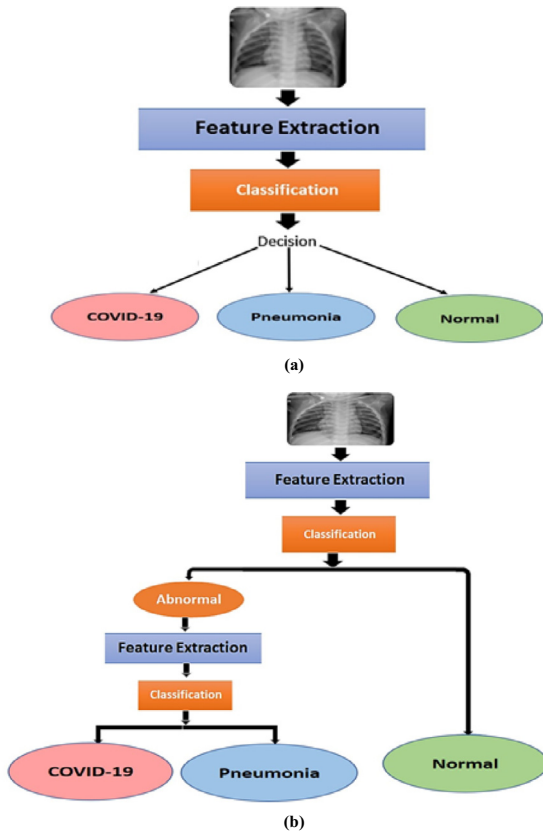 Feature Extraction
Classification
Decision
COVID-19
Pneumonia
Normal
(a)
Feature Extraction
Classification
Abnormal
Feature Extraction
Classification
COVID-19
Pneumonia
Normal
(b)